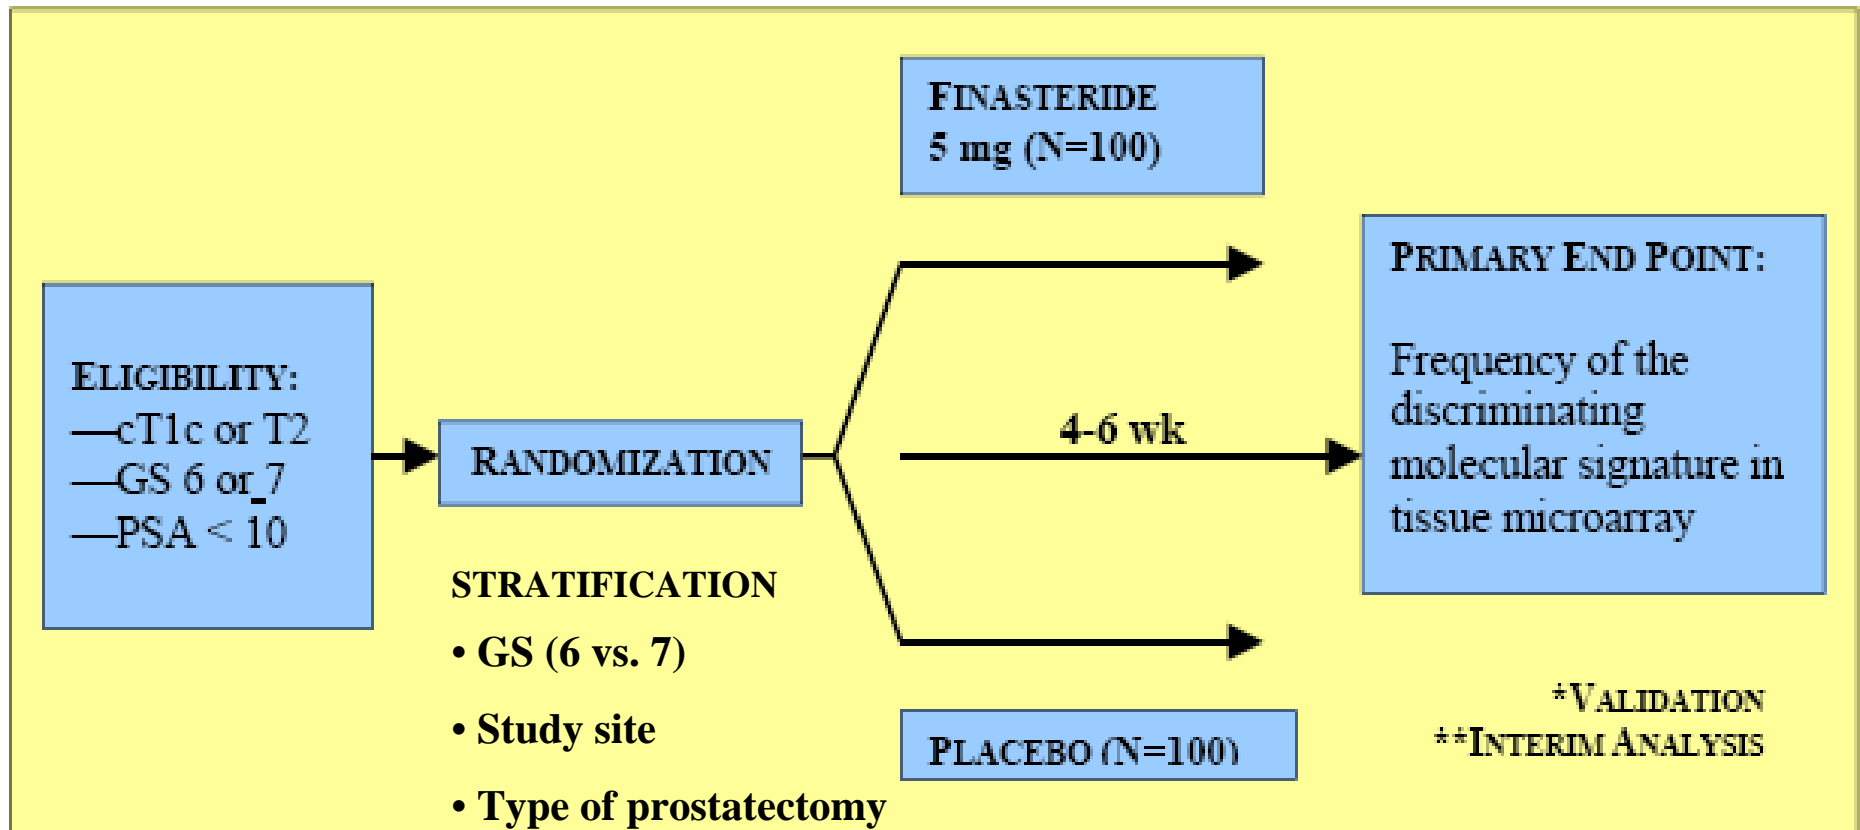 FINASTERIDE
5 mg (N=100)
ELIGIBILITY:
—cT1c or T2
—GS 6 or 7
—PSA < 10
RANDOMIZATION
STRATIFICATION
• GS (6 vs. 7)
• Study site
• Type of prostatectomy
4-6 wk
PLACEBO (N=100)
PRIMARY END POINT:
Frequency of the
discriminating
molecular signature in
tissue microarray
*VALIDATION
**INTERIM ANALYSIS